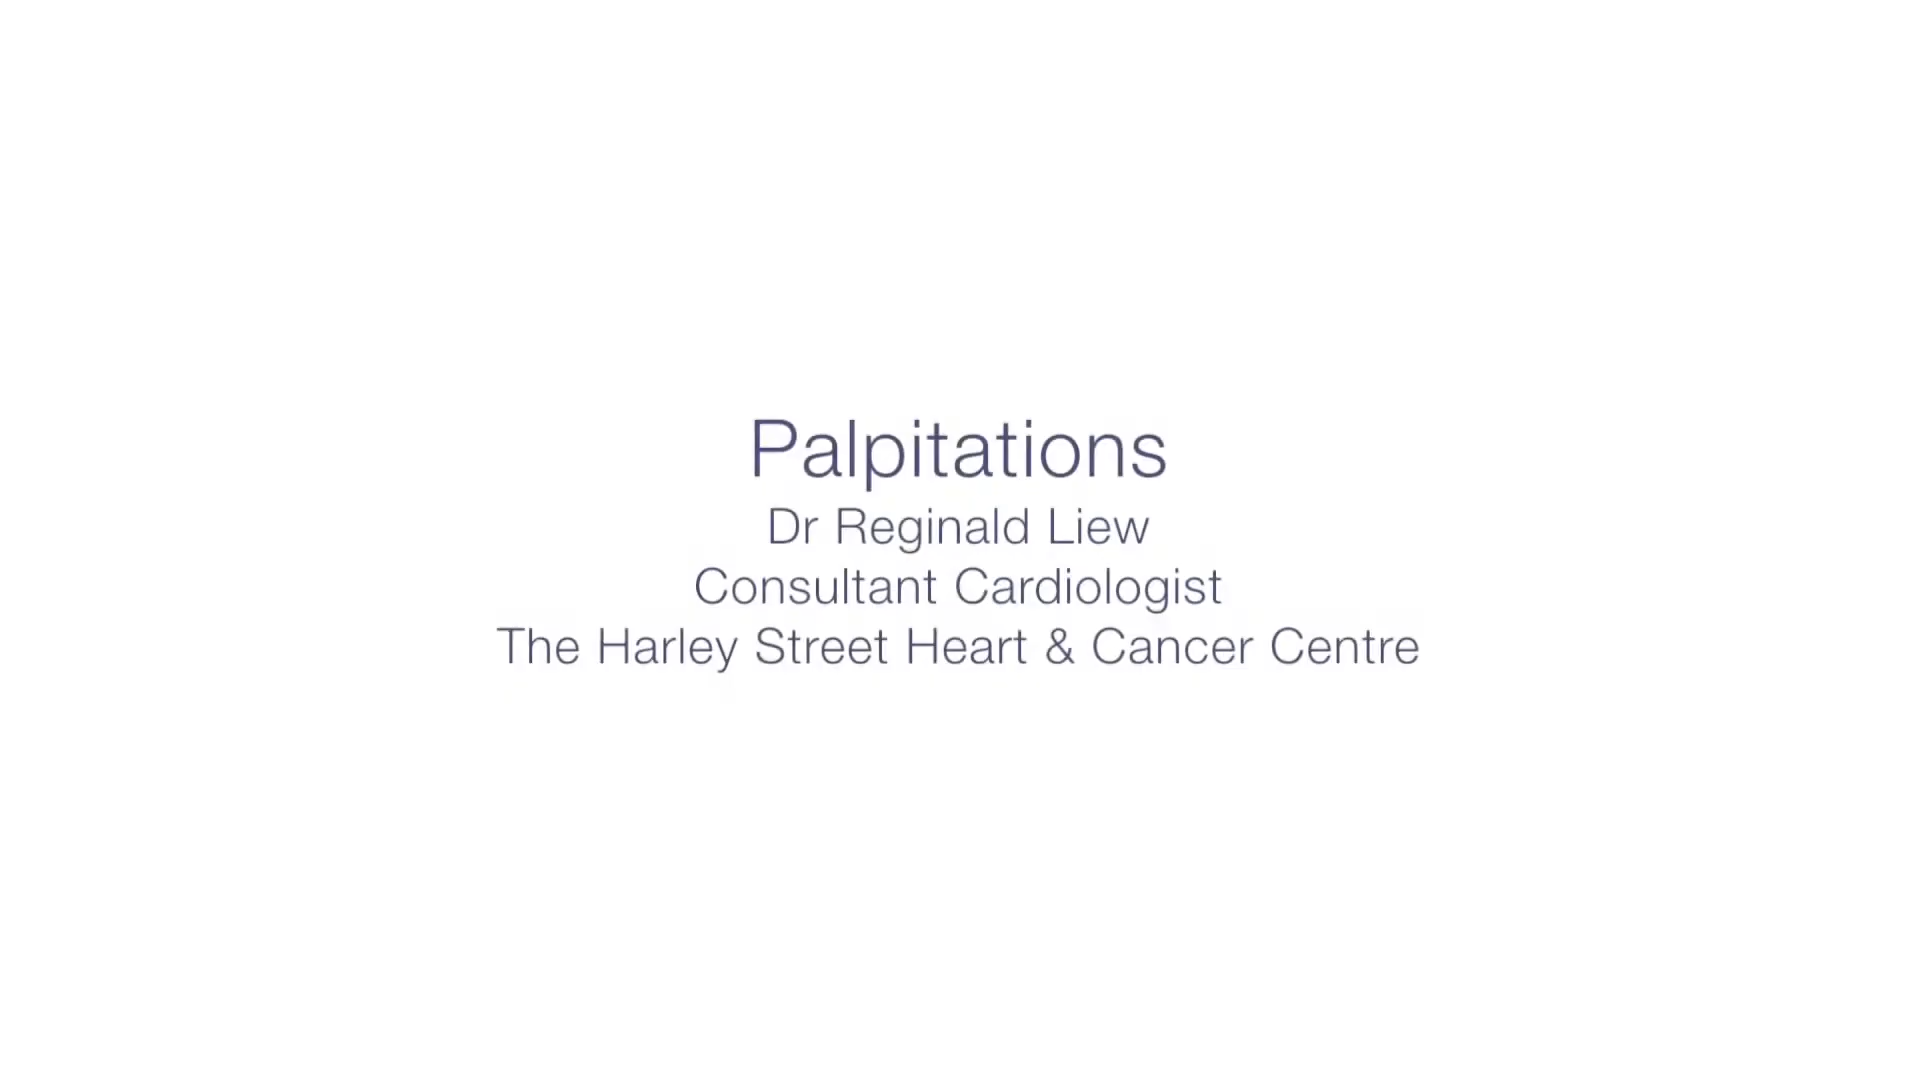 Palpitations
Dr Reginald Liew
Consultant Cardiologist
The Harley Street Heart & Cancer Centre